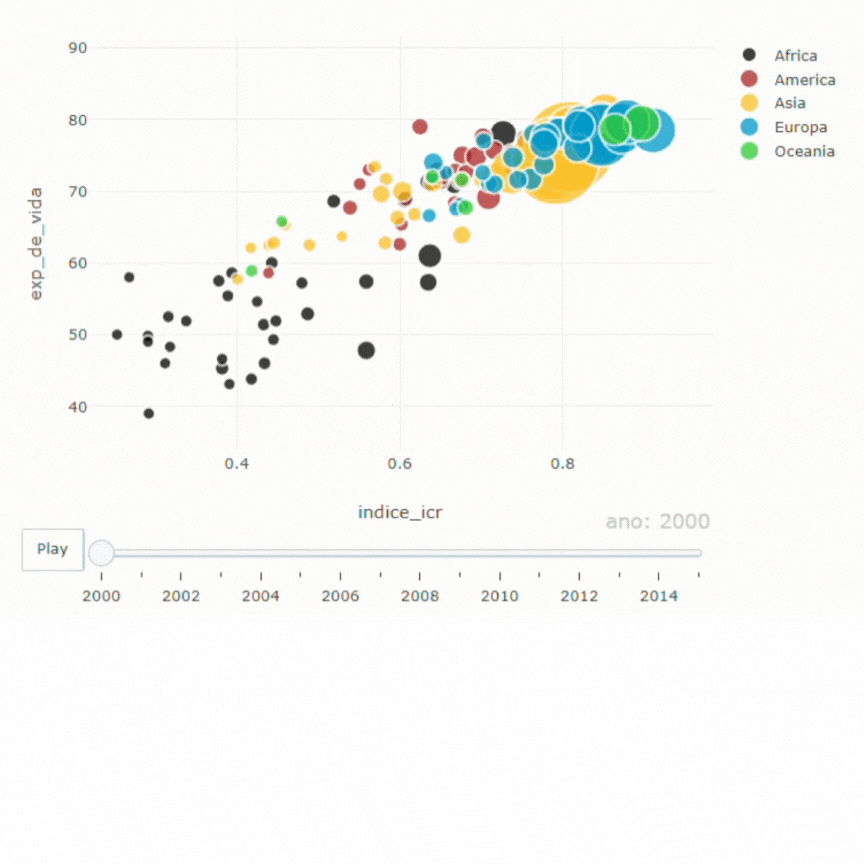 90
80
70
60
50
40
exp_de_vida
0.4 0.6 0.8
indice_icr
Africa
America
Asia
Europa
Oceania
ano: 2000
Play
2000 2002 2004 2006 2008 2010 2012 2014